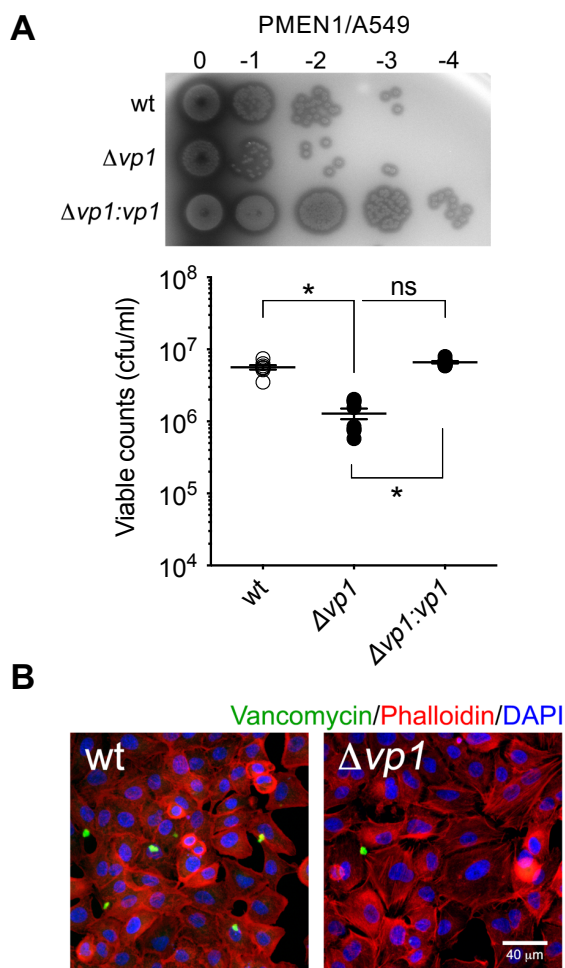 A
PMEN1/A549
0 -1 -2 -3 -4
wt
Δvp1
Δvp1:vp1
Viable counts (cfu/ml)
10⁸
10⁷
10⁶
10⁵
10⁴
* ns
*
wt Δvp1 Δvp1:vp1
B
Vancomycin/Phalloidin/DAPI
wt Δvp1
40 μm